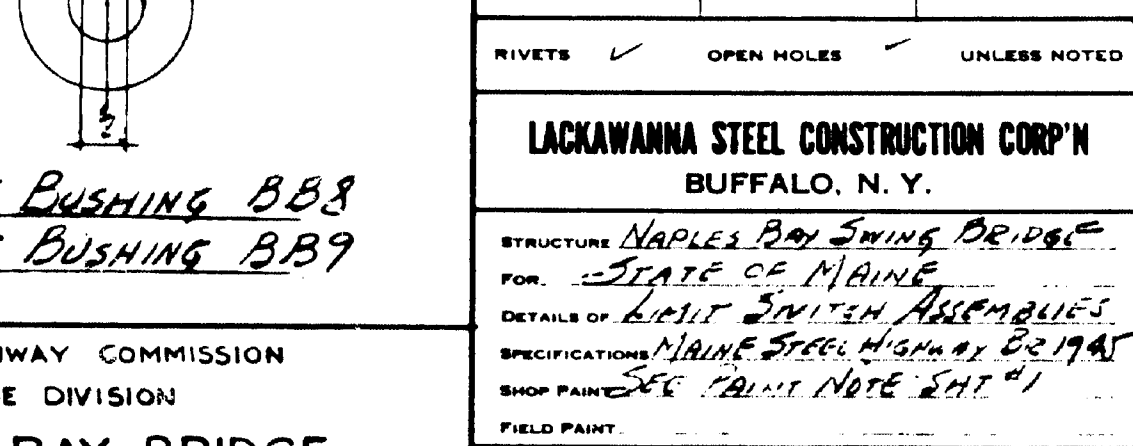 RIVETS ✓ OPEN HOLES ✓ UNLESS NOTED
LACKAWANNA STEEL CONSTRUCTION CORP'N
BUFFALO, N. Y.
STRUCTURE NAPLES BAY SWING BRIDGE
FOR STATE OF MAINE
DETAILS OF LIMIT SWITCH ASSEMBLIES
SPECIFICATIONS MAINE STEEL HIGHWAY BR 1945
SHOP PAINT SEE PAINT NOTE SHT #1
FIELD PAINT
BUSHING BB8
BUSHING BB9
WAY COMMISSION
E DIVISION
BAY BRIDGE